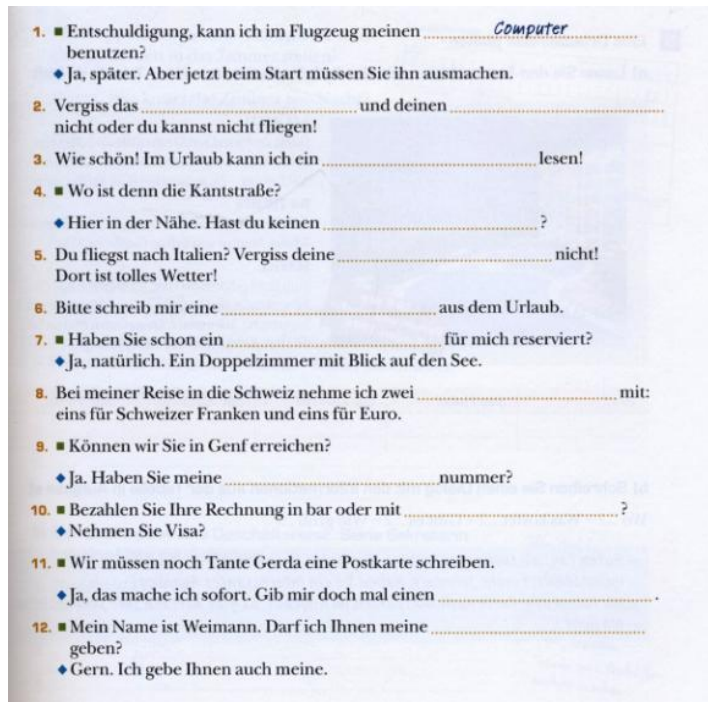 1. ■ Entschuldigung, kann ich im Flugzeug meinen Computer
benutzen?
◆ Ja, später. Aber jetzt beim Start müssen Sie ihn ausmachen.
2. Vergiss das ........ und deinen ........
nicht oder du kannst nicht fliegen!
3. Wie schön! Im Urlaub kann ich ein ........ lesen!
4. ■ Wo ist denn die Kantstraße?
◆ Hier in der Nähe. Hast du keinen ........ ?
5. Du fliegst nach Italien? Vergiss deine ........ nicht!
Dort ist tolles Wetter!
6. Bitte schreib mir eine ........ aus dem Urlaub.
7. ■ Haben Sie schon ein ........ für mich reserviert?
◆ Ja, natürlich. Ein Doppelzimmer mit Blick auf den See.
8. Bei meiner Reise in die Schweiz nehme ich zwei ........ mit:
eins für Schweizer Franken und eins für Euro.
9. ■ Können wir Sie in Genf erreichen?
◆ Ja. Haben Sie meine ........ nummer?
10. ■ Bezahlen Sie Ihre Rechnung in bar oder mit ........ ?
◆ Nehmen Sie Visa?
11. ■ Wir müssen noch Tante Gerda eine Postkarte schreiben.
◆ Ja, das mache ich sofort. Gib mir doch mal einen ........ .
12. ■ Mein Name ist Weimann. Darf ich Ihnen meine ........
geben?
◆ Gern. Ich gebe Ihnen auch meine.